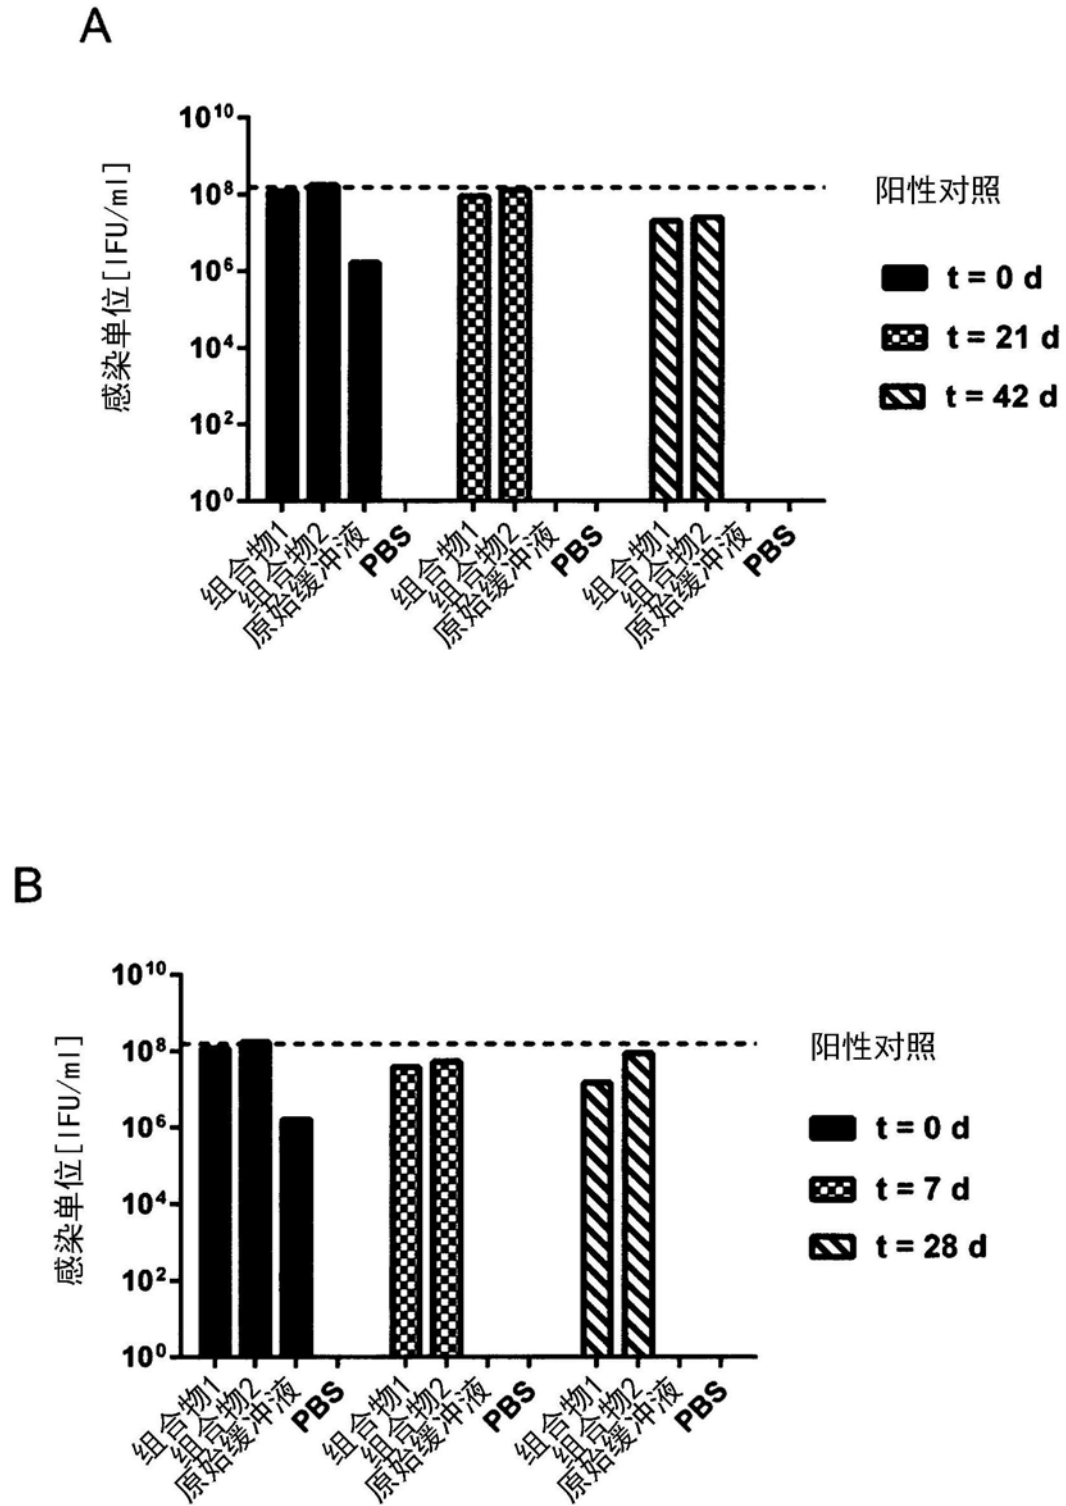 A
10¹⁰
10⁸
10⁶
10⁴
10²
10⁰
感染单位[IFU/ml]
组合物1
组合物2
原始缓冲液
PBS
组合物1
组合物2
原始缓冲液
PBS
组合物1
组合物2
原始缓冲液
PBS
阳性对照
t = 0 d
t = 21 d
t = 42 d
B
10¹⁰
10⁸
10⁶
10⁴
10²
10⁰
感染单位[IFU/ml]
组合物1
组合物2
原始缓冲液
PBS
组合物1
组合物2
原始缓冲液
PBS
组合物1
组合物2
原始缓冲液
PBS
阳性对照
t = 0 d
t = 7 d
t = 28 d